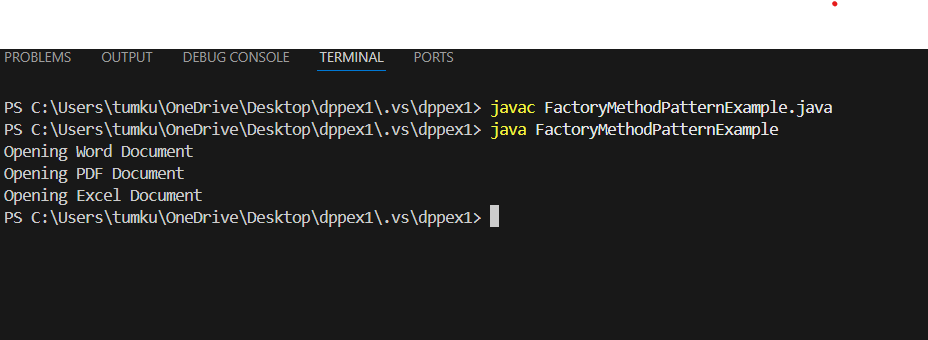 PROBLEMS OUTPUT DEBUG CONSOLE TERMINAL PORTS
PS C:\Users\tumku\OneDrive\Desktop\dppex1\.vs\dppex1> javac FactoryMethodPatternExample.java
PS C:\Users\tumku\OneDrive\Desktop\dppex1\.vs\dppex1> java FactoryMethodPatternExample
Opening Word Document
Opening PDF Document
Opening Excel Document
PS C:\Users\tumku\OneDrive\Desktop\dppex1\.vs\dppex1>